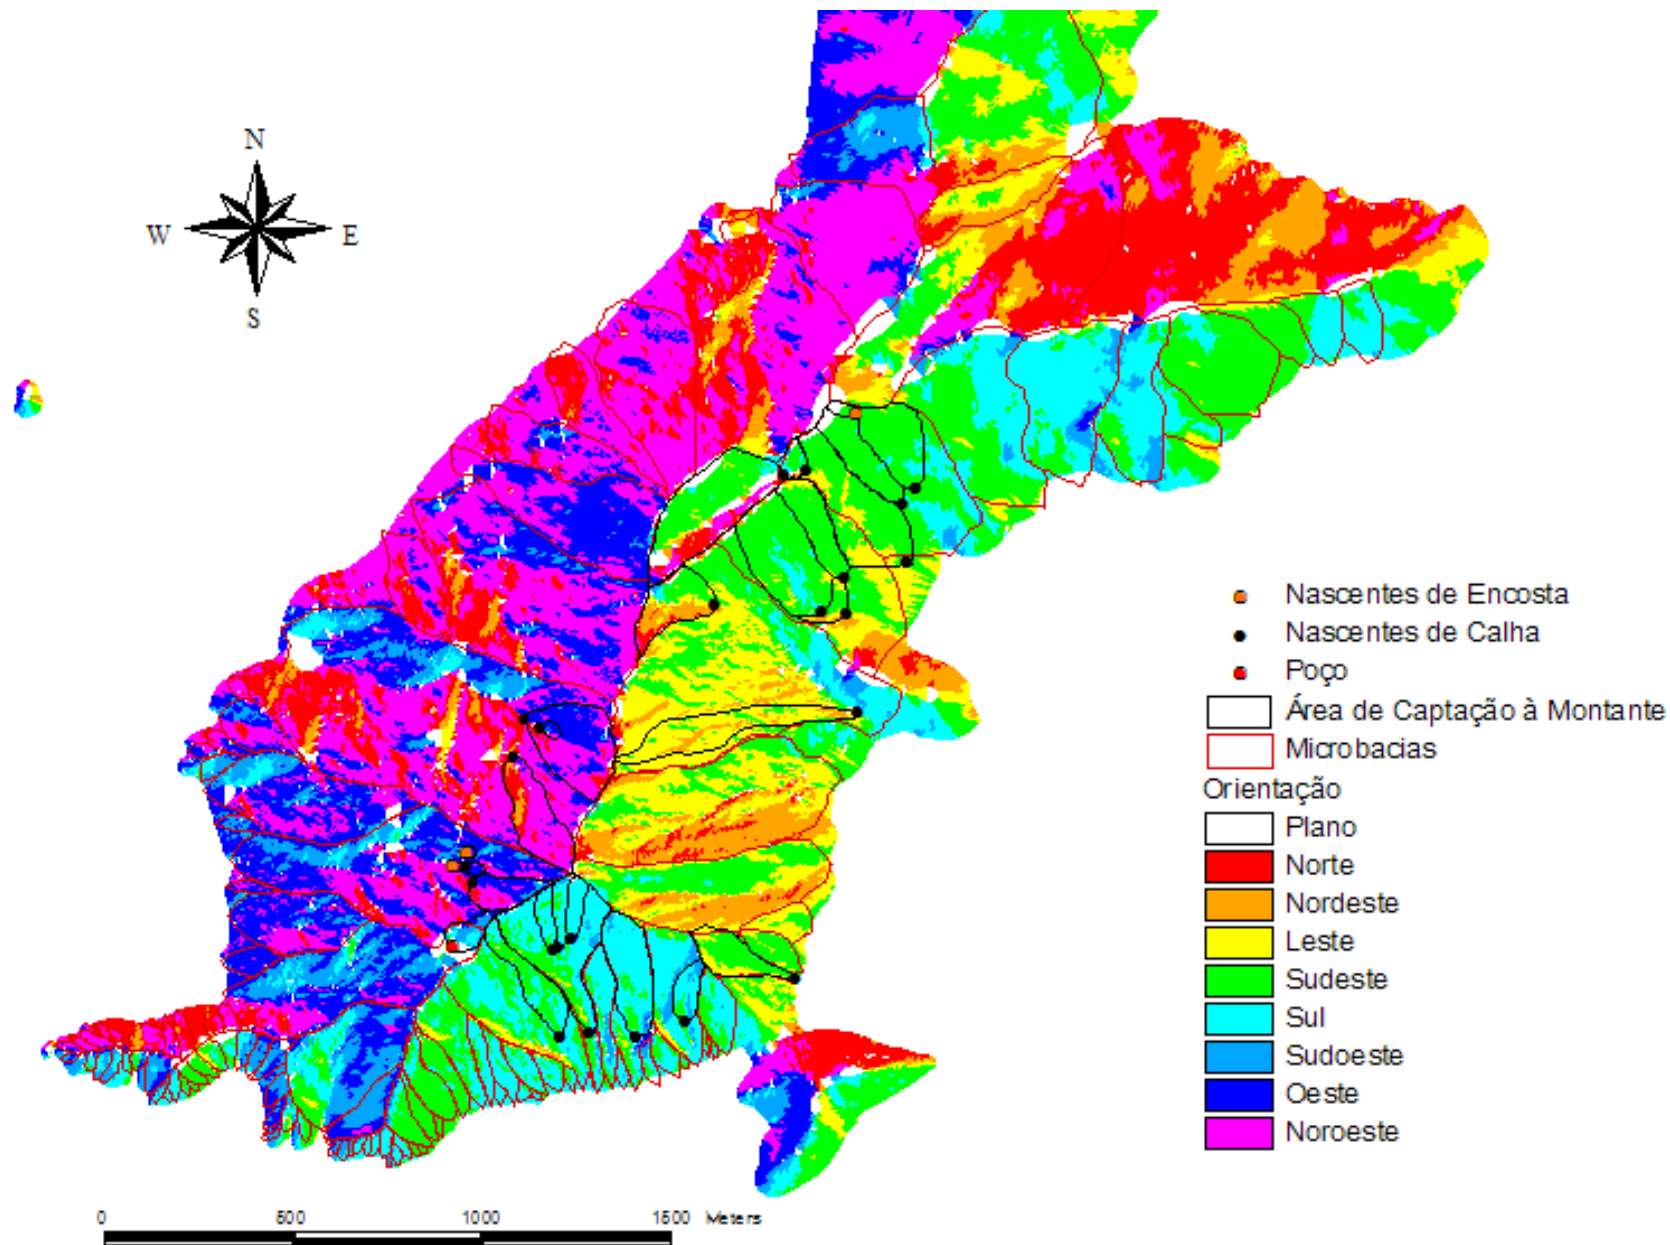 N
W E
S
Nascentes de Encosta
Nascentes de Calha
Poço
Área de Captação à Montante
Microbacias
Orientação
Plano
Norte
Nordeste
Leste
Sudeste
Sul
Sudoeste
Oeste
Noroeste
0 500 1000 1500 Meters